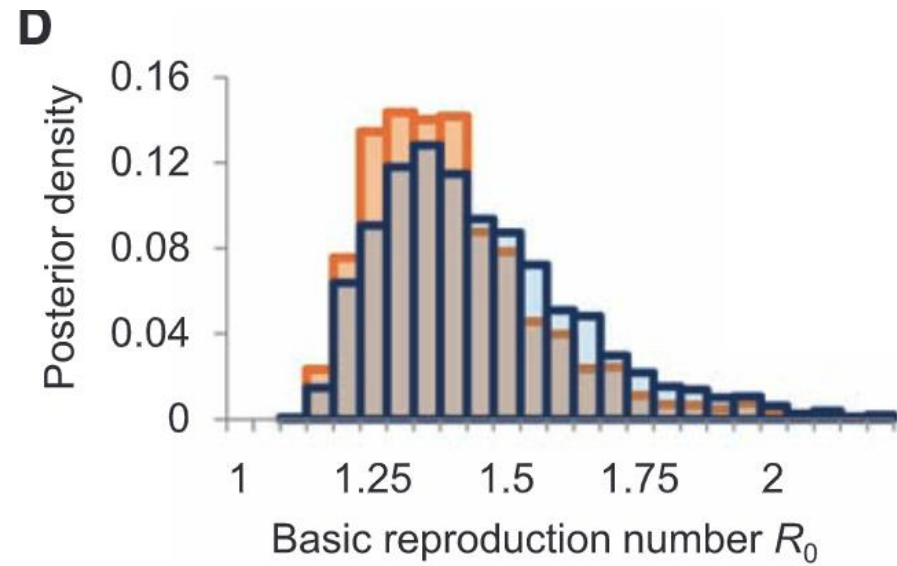 D
Posterior density
0.16
0.12
0.08
0.04
0
1 1.25 1.5 1.75 2
Basic reproduction number R₀